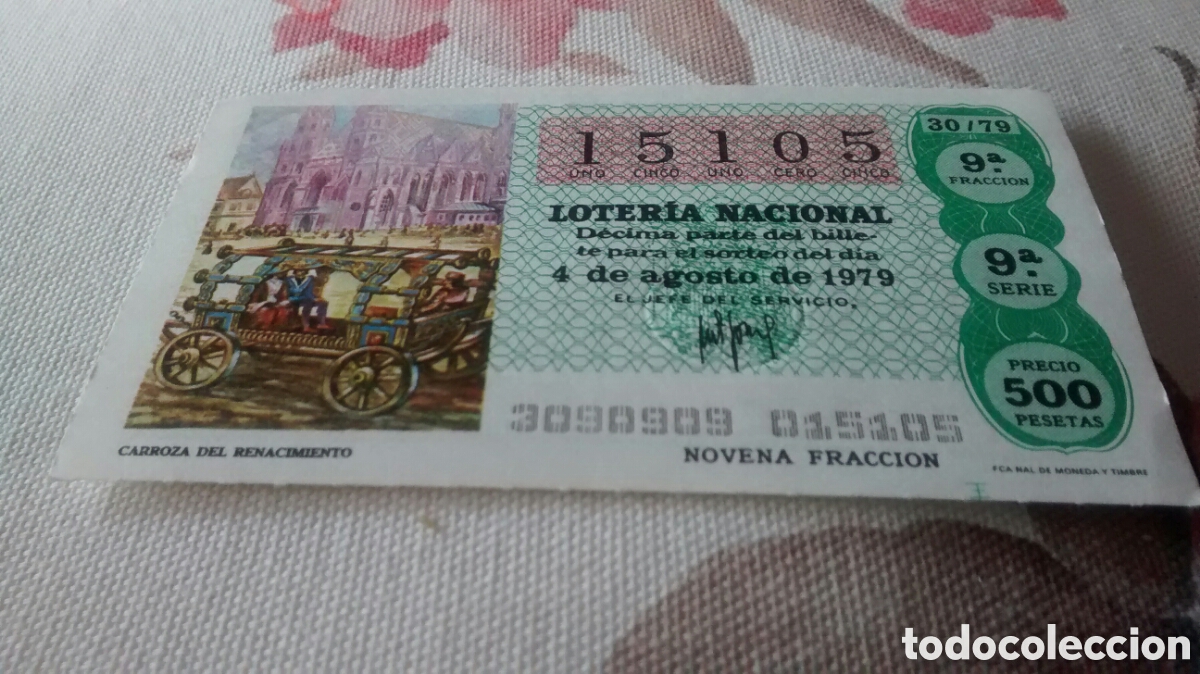 15105
UNO CINCO UNO CERO CINCO
LOTERÍA NACIONAL
Décima parte del bille-
te para el sorteo del día
4 de agosto de 1979
EL JEFE DEL SERVICIO,
30/79
9ª
FRACCION
9ª
SERIE
PRECIO
500
PESETAS
3090909 015105
NOVENA FRACCION
CARROZA DEL RENACIMIENTO
FCA NAL DE MONEDA Y TIMBRE
todocoleccion